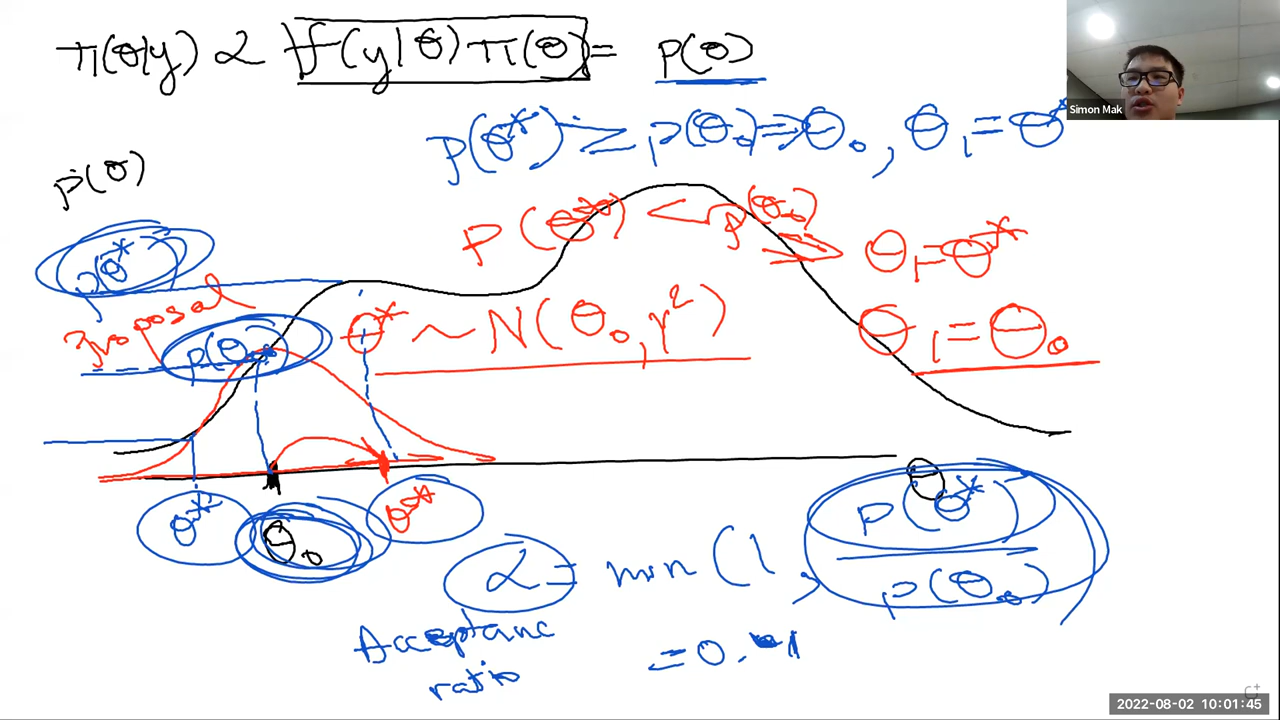 π(θ|y) ∝ f(y|θ) π(θ) = p(θ)
Simon Mak
p(θ*) ≥ p(θ₀) ⇒ θ₀, θ₁ = θ*
p(θ)
p(θ*) < p(θ₀) ⇒ θ₁ = θ*
p(θ*)
proposal
p(θ₀)
θ* ~ N(θ₀, γ²)
θ₁ = θ₀
θ
θ*
θ₀
θ*
α = min(1, p(θ*) / p(θ₀))
Acceptanc
ratio
2022-08-02 10:01:45